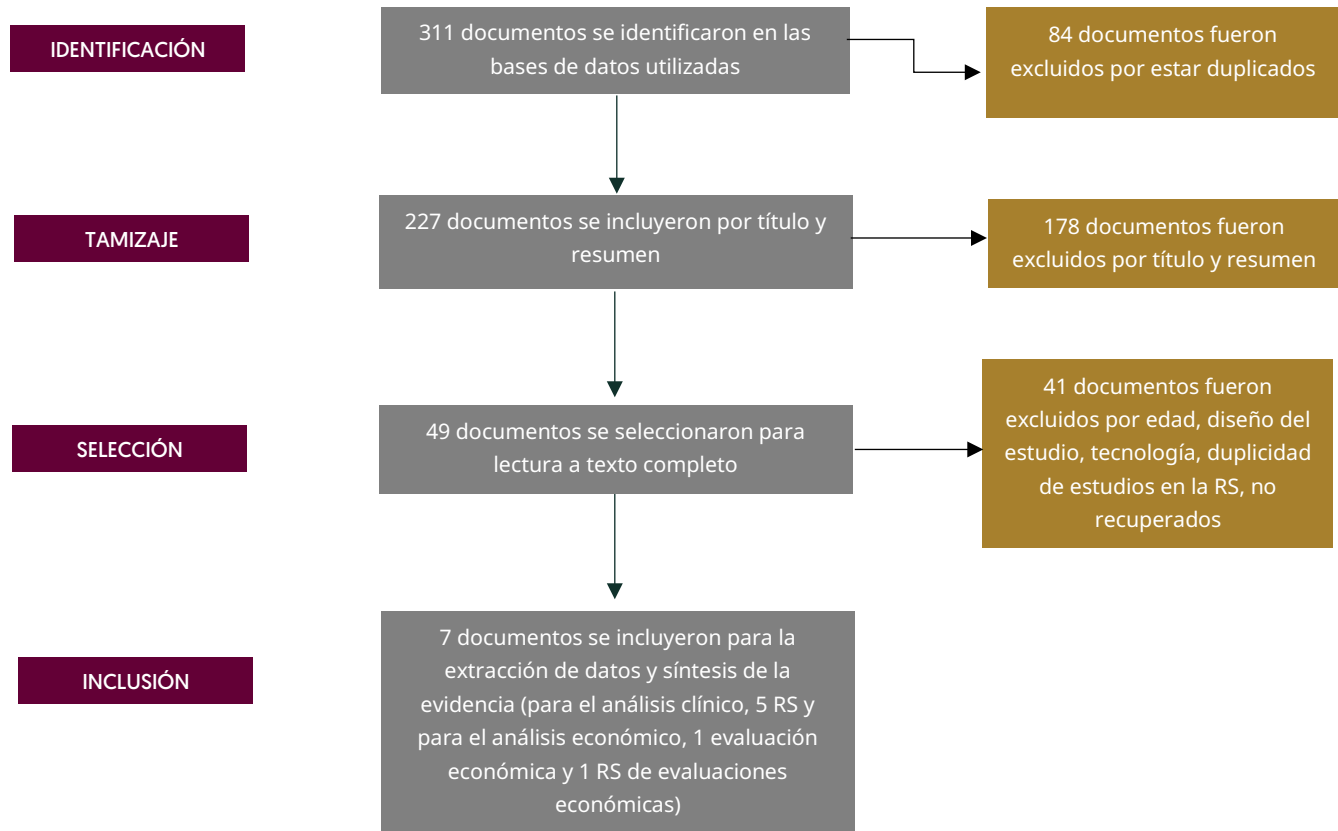 IDENTIFICACIÓN
311 documentos se identificaron en las
bases de datos utilizadas
84 documentos fueron
excluidos por estar duplicados
TAMIZAJE
227 documentos se incluyeron por título y
resumen
178 documentos fueron
excluidos por título y resumen
SELECCIÓN
49 documentos se seleccionaron para
lectura a texto completo
41 documentos fueron
excluidos por edad, diseño del
estudio, tecnología, duplicidad
de estudios en la RS, no
recuperados
INCLUSIÓN
7 documentos se incluyeron para la
extracción de datos y síntesis de la
evidencia (para el análisis clínico, 5 RS y
para el análisis económico, 1 evaluación
económica y 1 RS de evaluaciones
económicas)